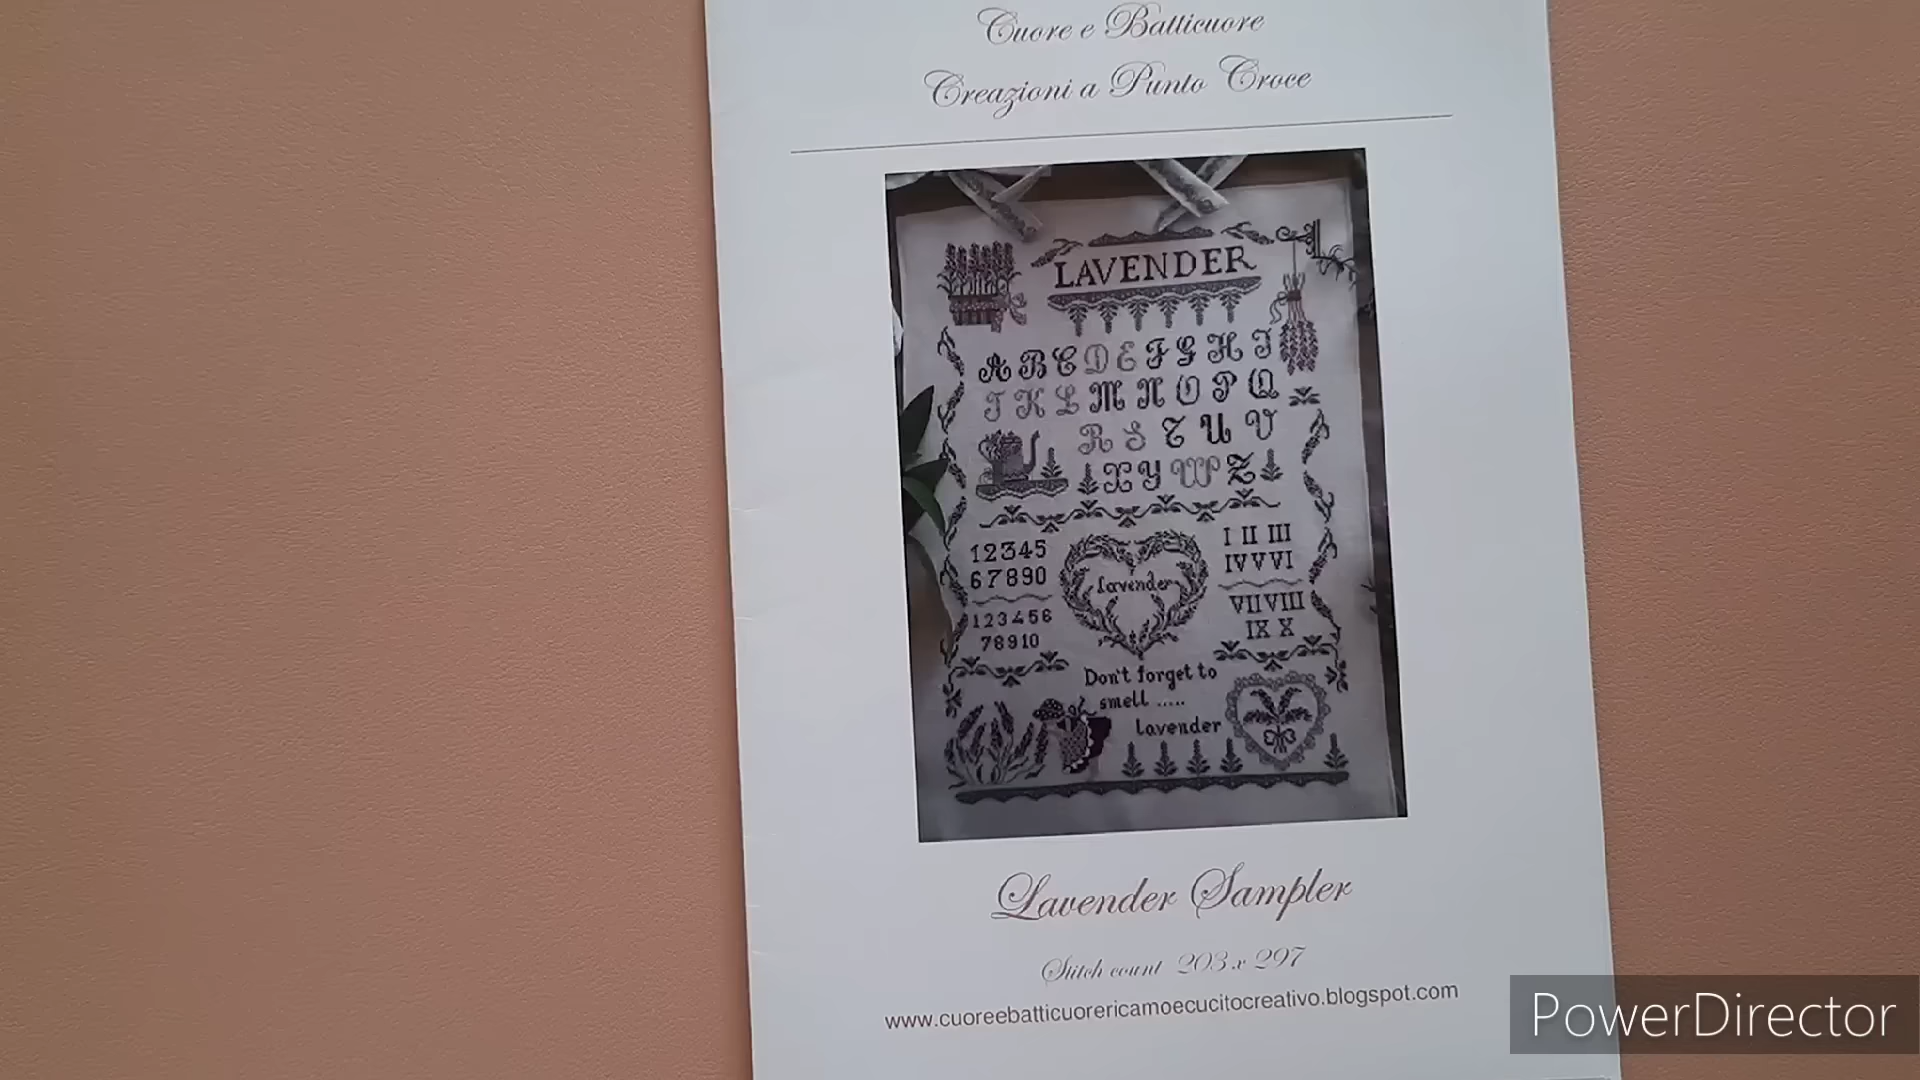 Cuore e Batticuore
Creazioni a Punto Croce
LAVENDER
A B C D E F G H I
J K L M N O P Q
R S T U V
X Y W Z
12345
67890
123456
78910
lavender
I II III
IV V VI
VII VIII
IX X
Don't forget to
smell .....
lavender
Lavender Sampler
Stitch count 203 x 297
www.cuoreebatticuorericamoecucitocreativo.blogspot.com
PowerDirector